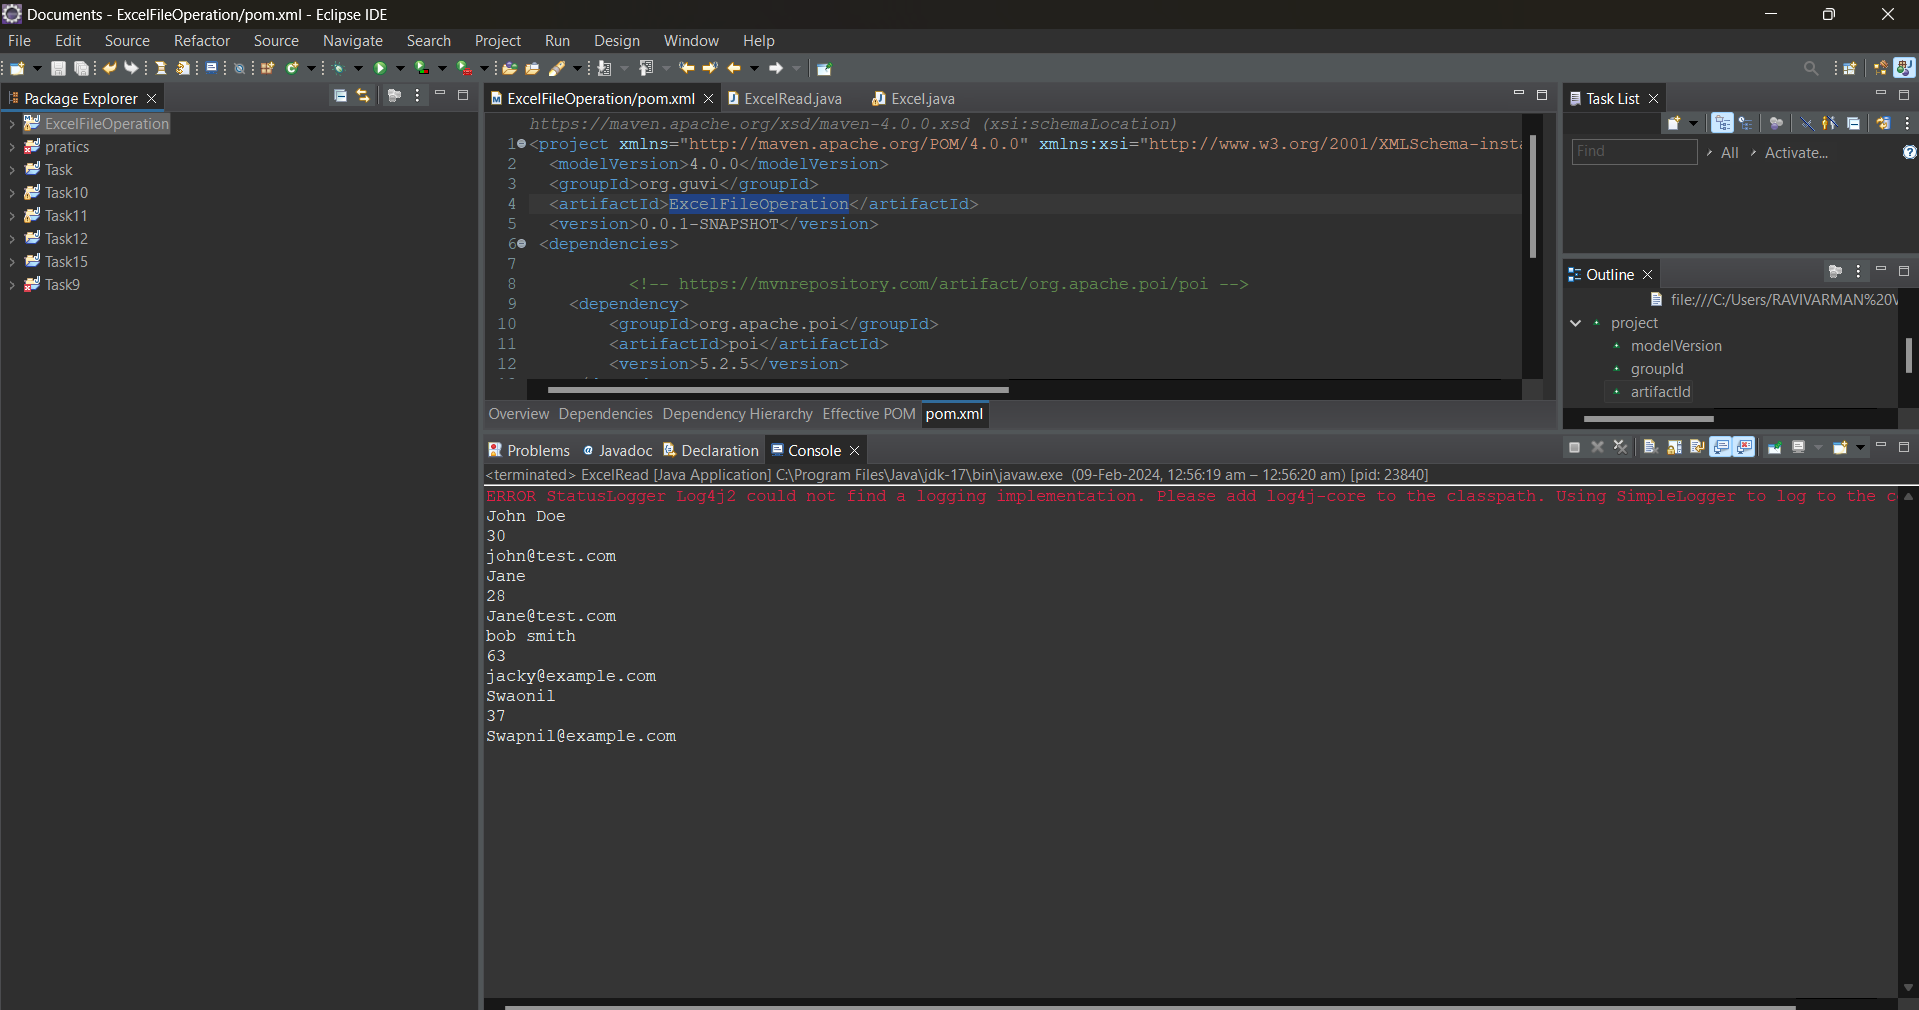 Documents - ExcelFileOperation/pom.xml - Eclipse IDE
File Edit Source Refactor Source Navigate Search Project Run Design Window Help
Package Explorer
ExcelFileOperation
pratics
Task
Task10
Task11
Task12
Task15
Task9
ExcelFileOperation/pom.xml ExcelRead.java Excel.java
https://maven.apache.org/xsd/maven-4.0.0.xsd (xsi:schemaLocation)
1 <project xmlns="http://maven.apache.org/POM/4.0.0" xmlns:xsi="http://www.w3.org/2001/XMLSchema-insta
2 <modelVersion>4.0.0</modelVersion>
3 <groupId>org.guvi</groupId>
4 <artifactId>ExcelFileOperation</artifactId>
5 <version>0.0.1-SNAPSHOT</version>
6 <dependencies>
7
8 <!-- https://mvnrepository.com/artifact/org.apache.poi/poi -->
9 <dependency>
10 <groupId>org.apache.poi</groupId>
11 <artifactId>poi</artifactId>
12 <version>5.2.5</version>
Overview Dependencies Dependency Hierarchy Effective POM pom.xml
Task List
Find All Activate...
Outline
file:///C:/Users/RAVIVARMAN%20V
project
modelVersion
groupId
artifactId
Problems Javadoc Declaration Console
<terminated> ExcelRead [Java Application] C:\Program Files\Java\jdk-17\bin\javaw.exe (09-Feb-2024, 12:56:19 am – 12:56:20 am) [pid: 23840]
ERROR StatusLogger Log4j2 could not find a logging implementation. Please add log4j-core to the classpath. Using SimpleLogger to log to the c
John Doe
30
john@test.com
Jane
28
Jane@test.com
bob smith
63
jacky@example.com
Swaonil
37
Swapnil@example.com